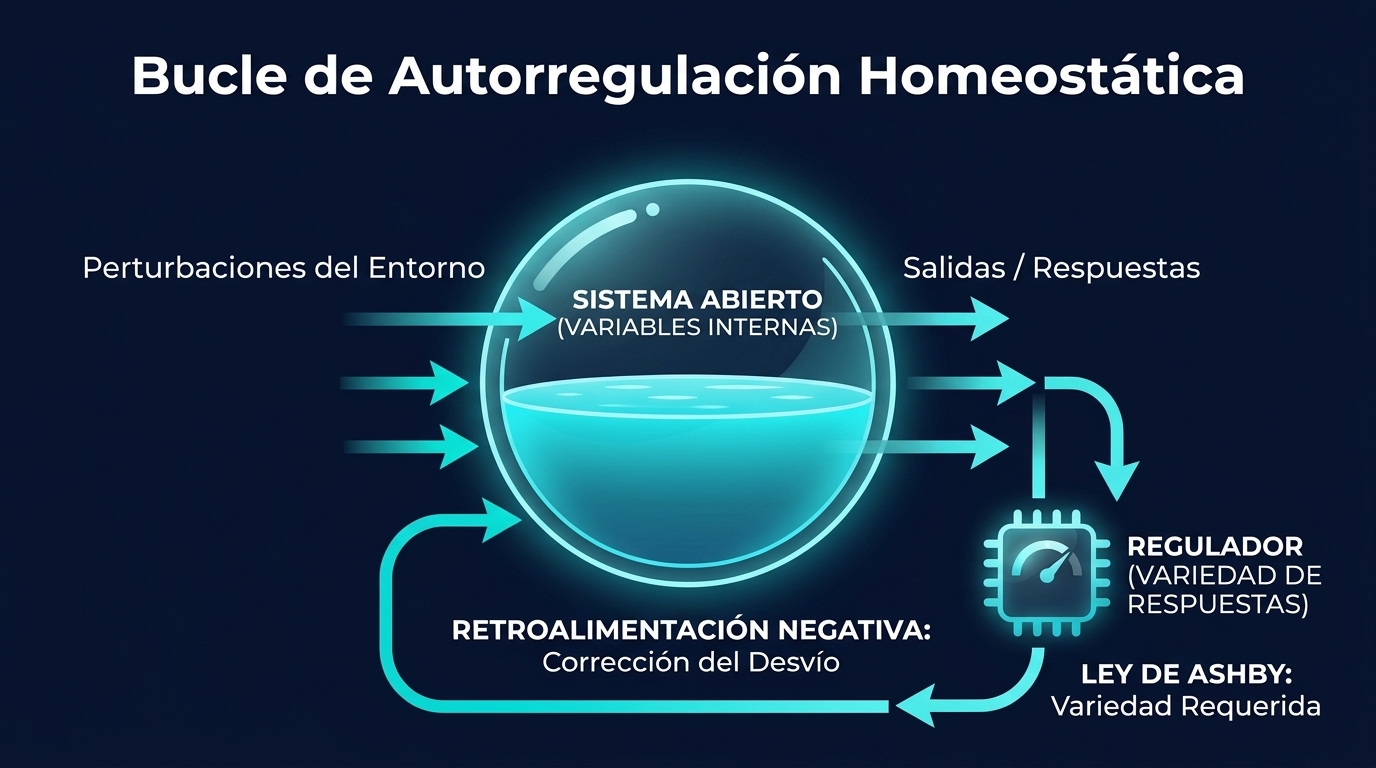 Bucle de Autorregulación Homeostática
Perturbaciones del Entorno
SISTEMA ABIERTO
(VARIABLES INTERNAS)
Salidas / Respuestas
REGULADOR
(VARIEDAD DE
RESPUESTAS)
RETROALIMENTACIÓN NEGATIVA:
Corrección del Desvío
LEY DE ASHBY:
Variedad Requerida